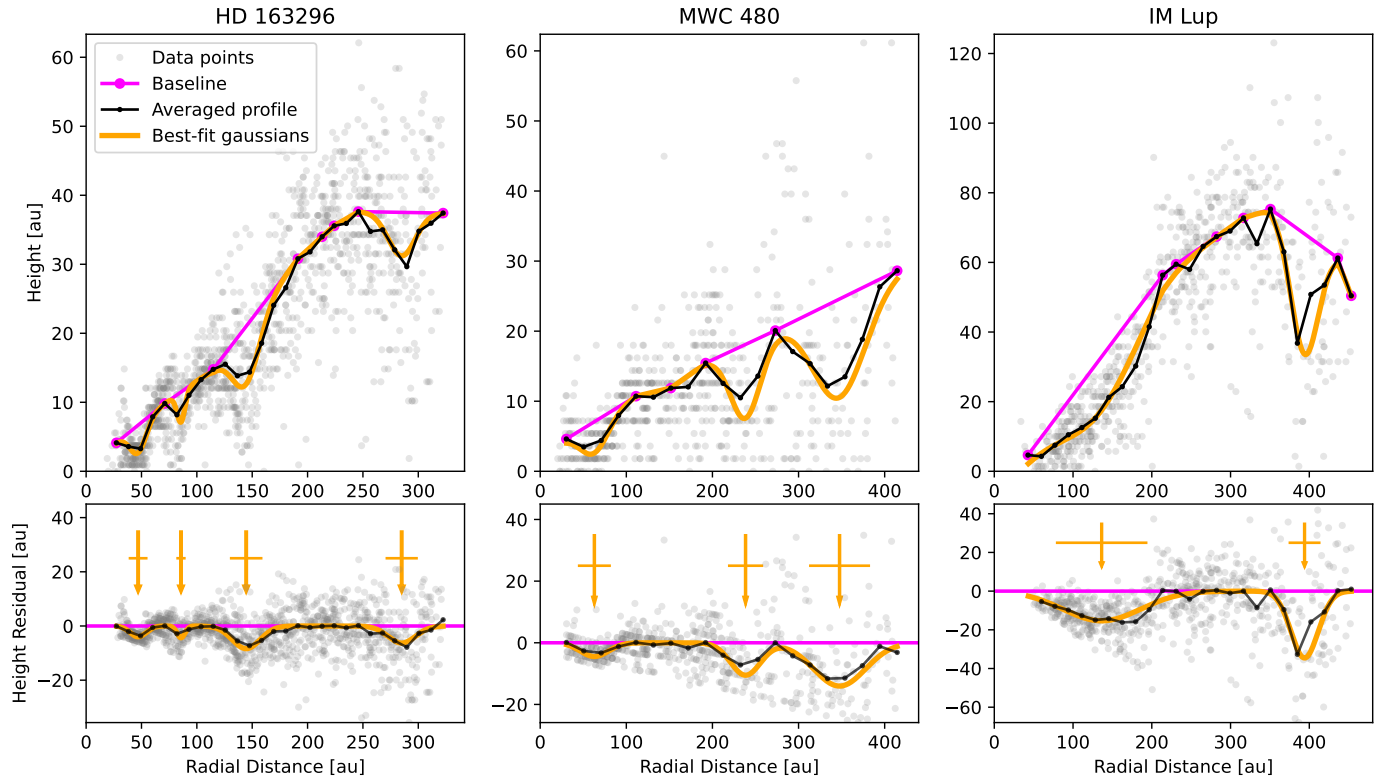 HD 163296
MWC 480
IM Lup
Data points
Baseline
Averaged profile
Best-fit gaussians
Height [au]
60
50
40
30
20
10
0
0 50 100 150 200 250 300
60
50
40
30
20
10
0
0 100 200 300 400
120
100
80
60
40
20
0
0 100 200 300 400
Height Residual [au]
40
20
0
−20
0 50 100 150 200 250 300
Radial Distance [au]
40
20
0
−20
0 100 200 300 400
Radial Distance [au]
40
20
0
−20
−40
−60
0 100 200 300 400
Radial Distance [au]